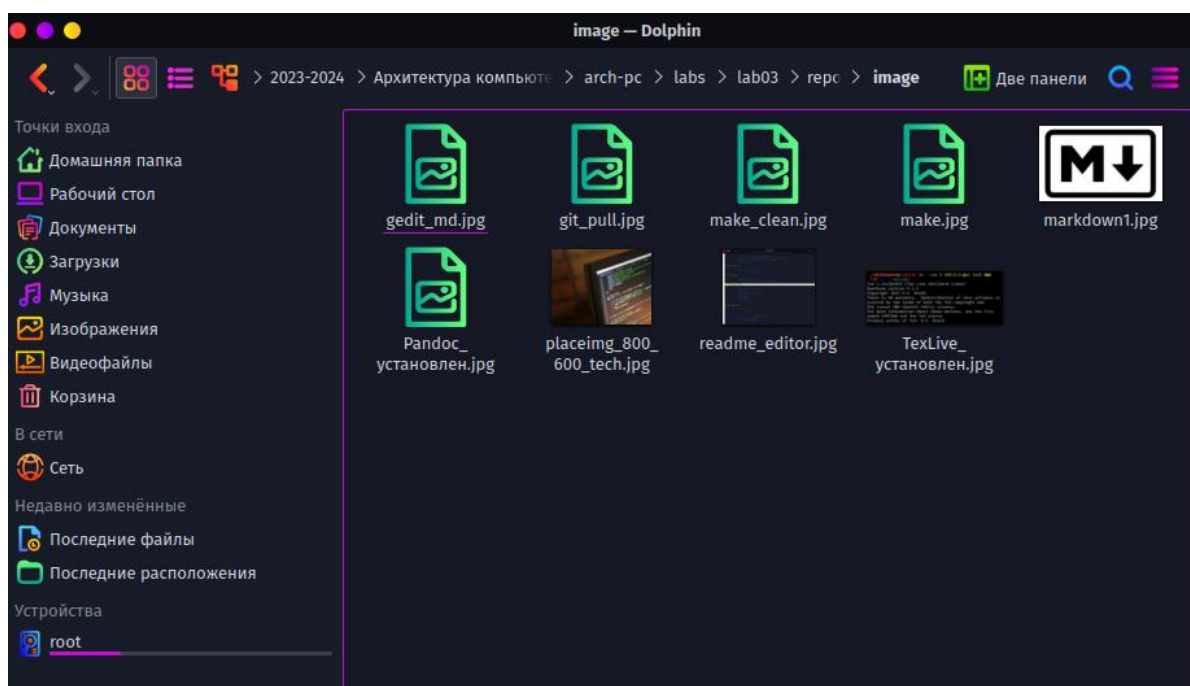 image — Dolphin
> 2023-2024 > Архитектура компьюте > arch-pc > labs > lab03 > repo > image
Две панели
Точки входа
Домашняя папка
Рабочий стол
Документы
Загрузки
Музыка
Изображения
Видеофайлы
Корзина
В сети
Сеть
Недавно изменённые
Последние файлы
Последние расположения
Устройства
root
gedit_md.jpg
git_pull.jpg
make_clean.jpg
make.jpg
M
markdown1.jpg
Pandoc_
установлен.jpg
placeimg_800_
600_tech.jpg
readme_editor.jpg
TexLive_
установлен.jpg